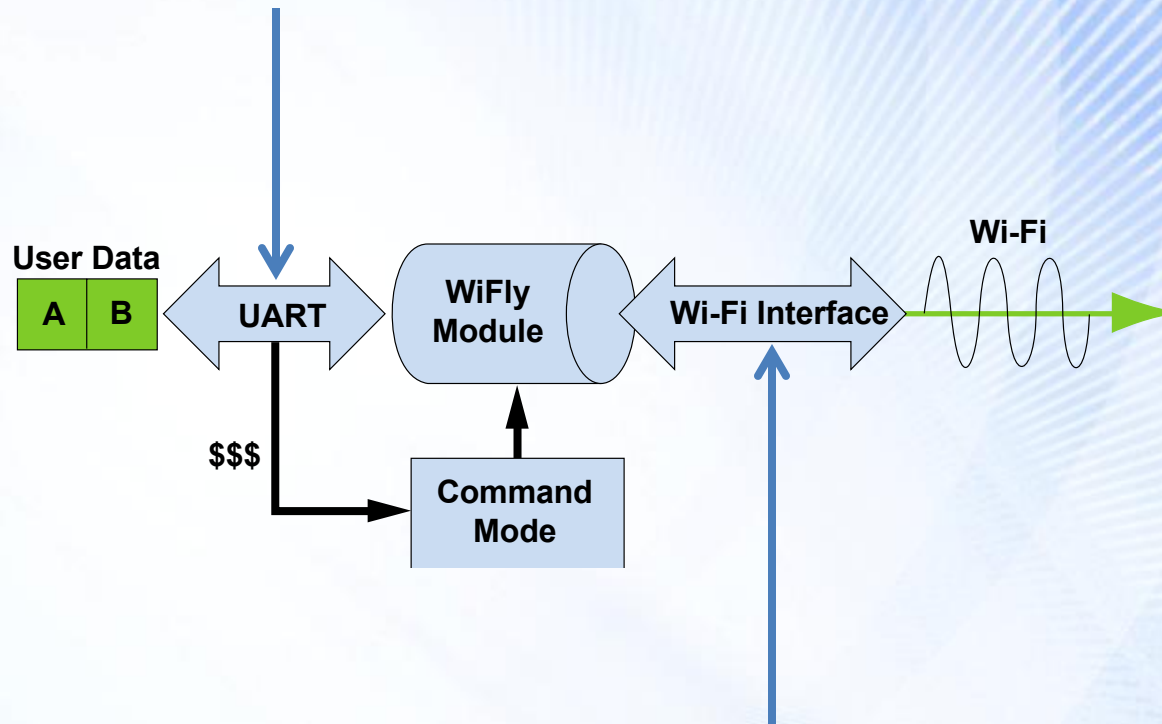 Wi-Fi
User Data
A B
UART
WiFly
Module
Wi-Fi Interface
$$$
Command
Mode